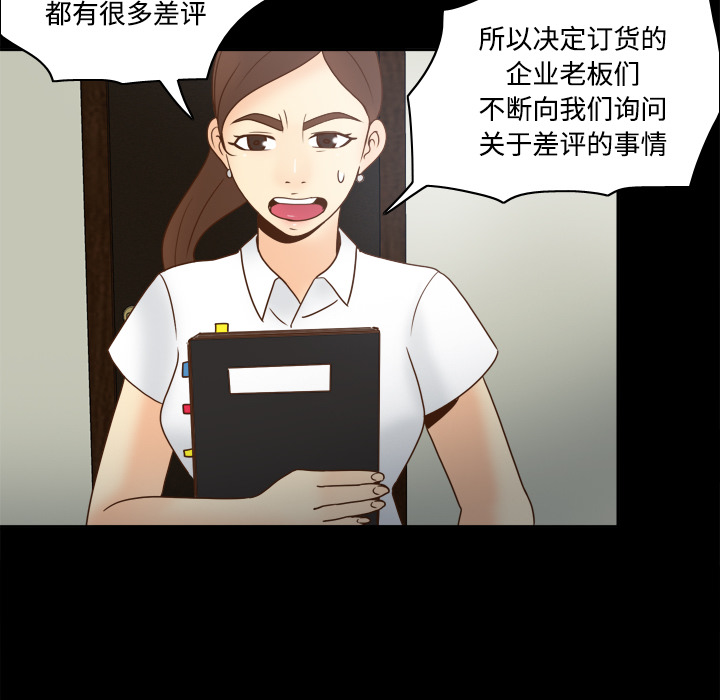 都有很多差评
所以决定订货的
企业老板们
不断向我们询问
关于差评的事情